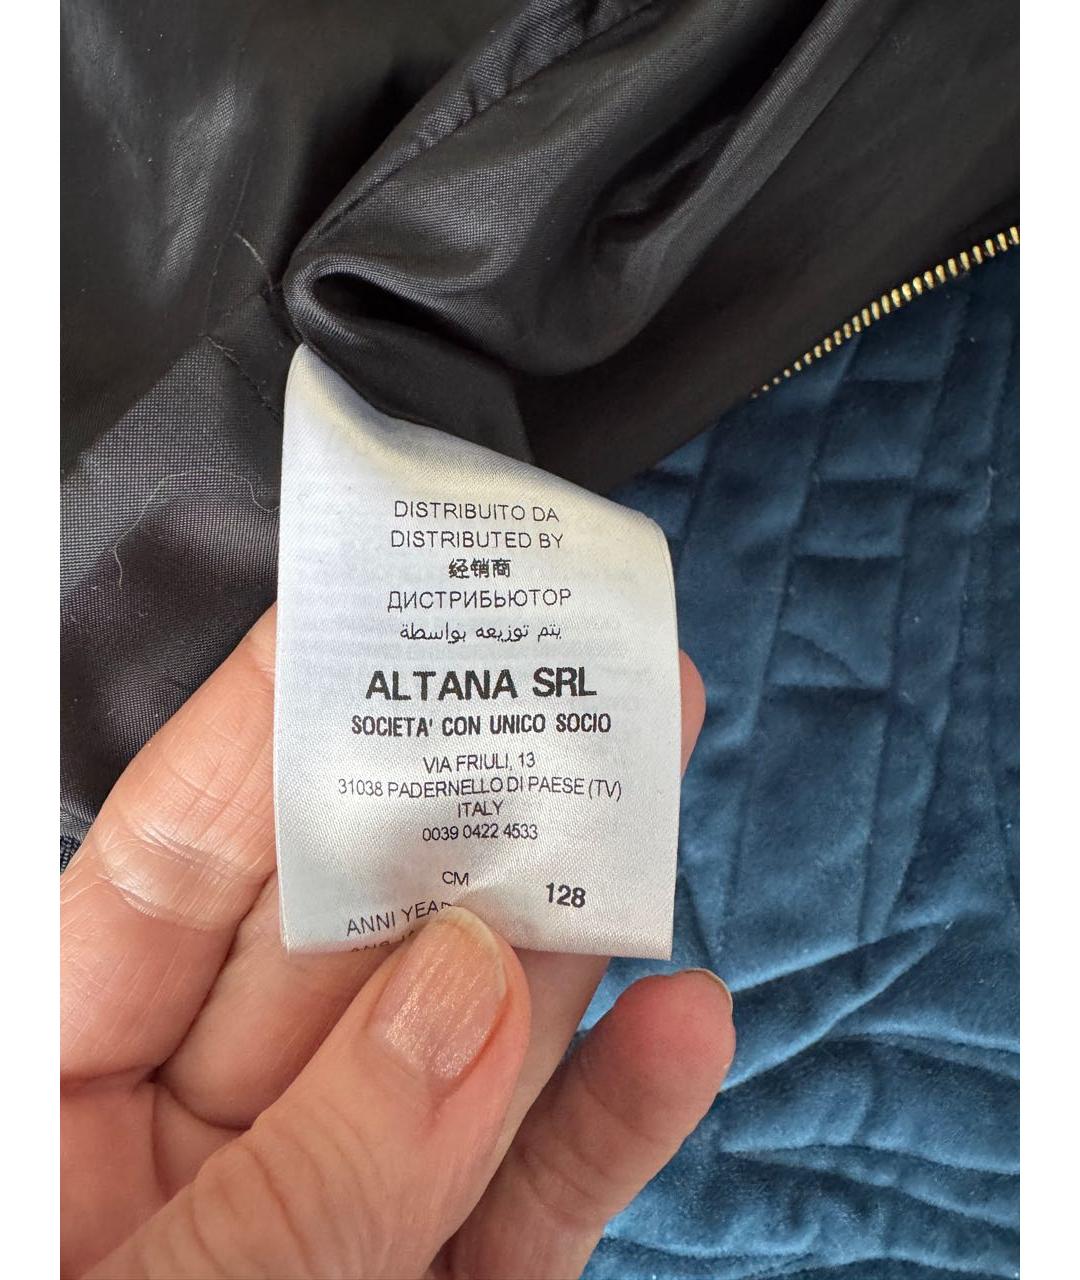 DISTRIBUITO DA
DISTRIBUTED BY
经销商
ДИСТРИБЬЮТОР
يتم توزيعه بواسطة
ALTANA SRL
SOCIETA' CON UNICO SOCIO
VIA FRIULI, 13
31038 PADERNELLO DI PAESE (TV)
ITALY
0039 0422 4533
CM 128
ANNI